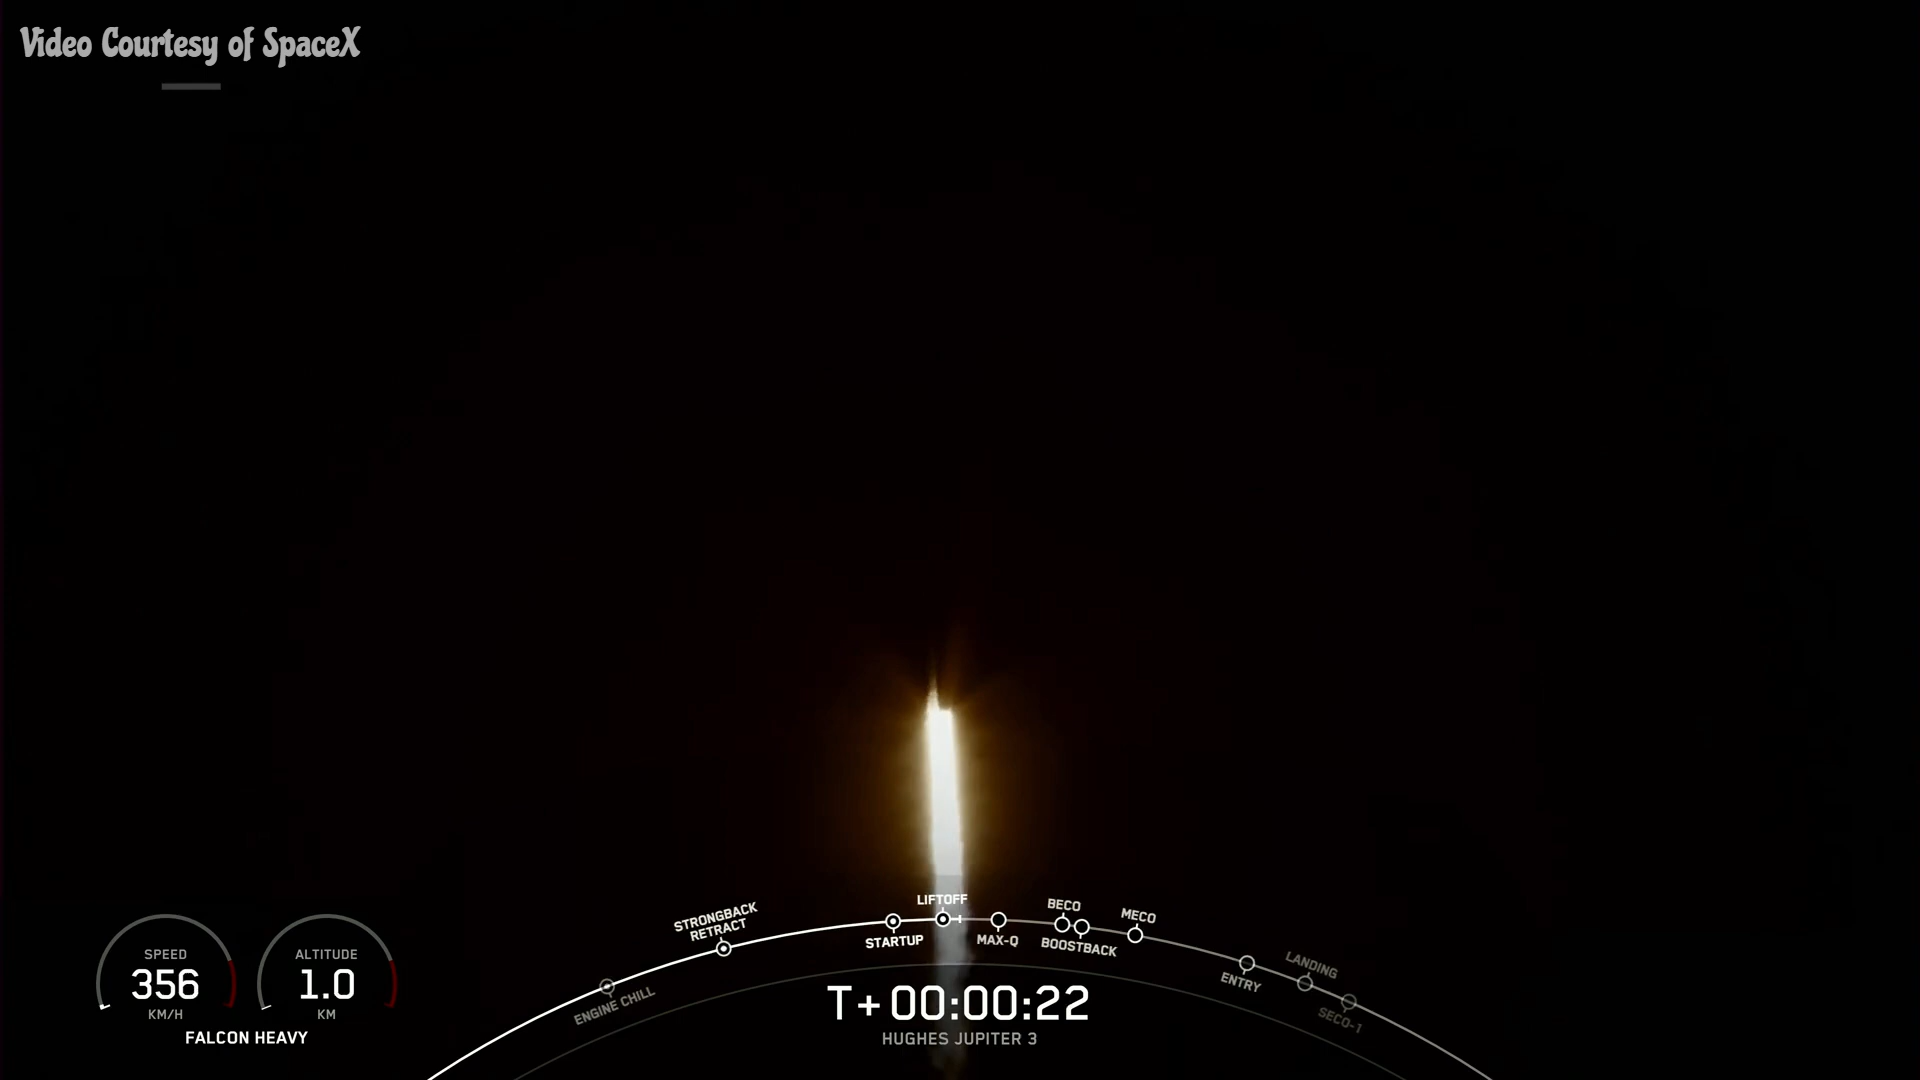 Video Courtesy of SpaceX
STRONGBACK
RETRACT
LIFTOFF
BECO
MECO
STARTUP
MAX-Q
BOOSTBACK
ENGINE CHILL
ENTRY
LANDING
SECO-1
SPEED
356
KM/H
ALTITUDE
1.0
KM
FALCON HEAVY
T+00:00:22
HUGHES JUPITER 3